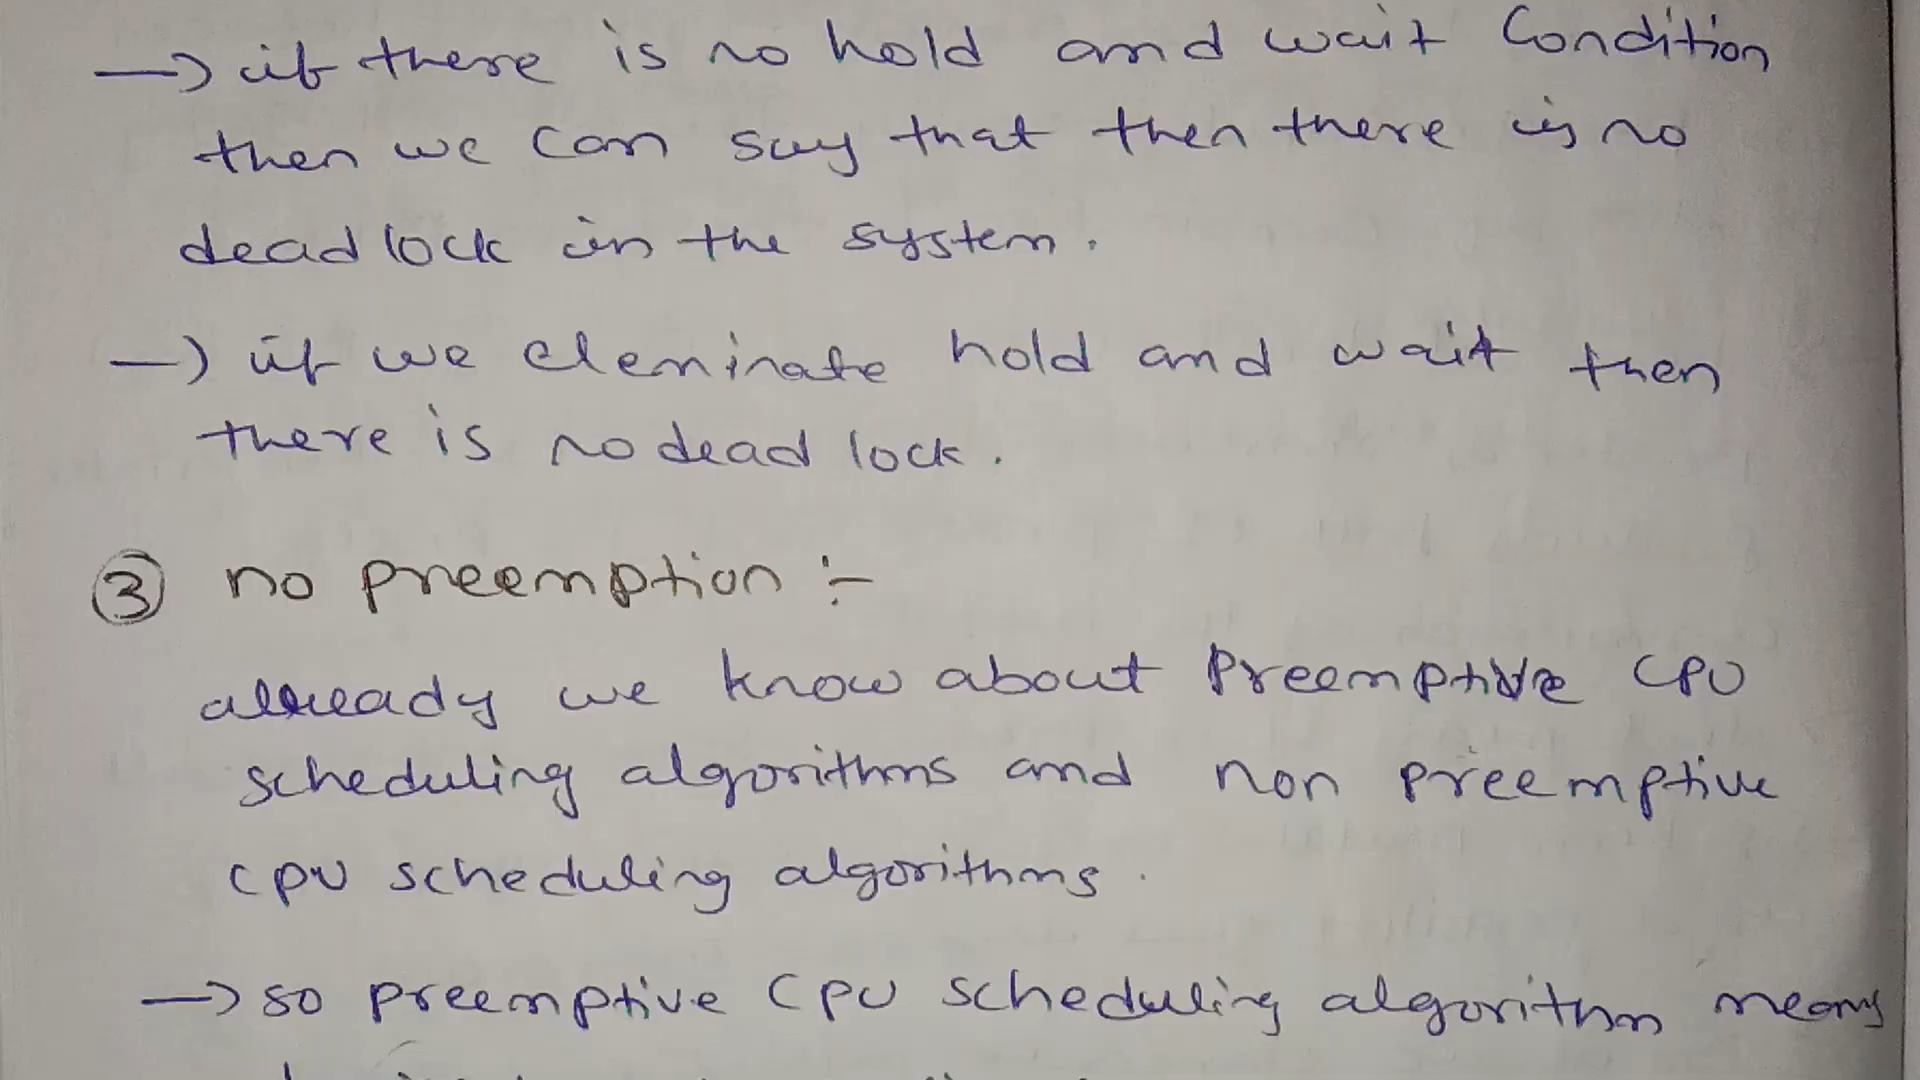 → if there is no hold and wait Condition
then we can say that then there is no
dead lock in the system.
→ if we eleminate hold and wait then
there is no dead lock.
③ no preemption :-
already we know about Preemptive CPU
scheduling algorithms and non preemptive
CPU scheduling algorithms.
→ so preemptive CPU scheduling algorithm means